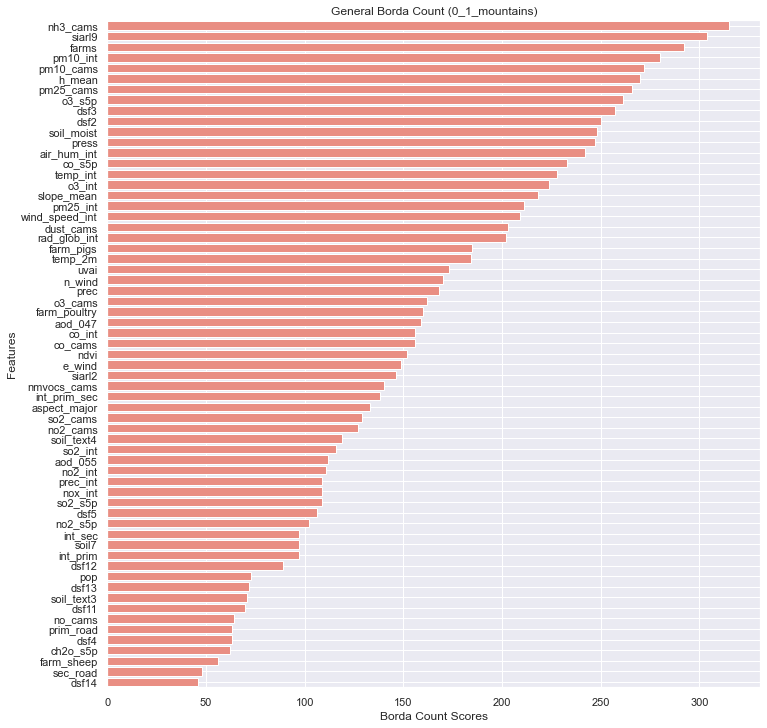 General Borda Count (0_1_mountains)
nh3_cams
siarl9
farms
pm10_int
pm10_cams
h_mean
pm25_cams
o3_s5p
dsf3
dsf2
soil_moist
press
air_hum_int
co_s5p
temp_int
o3_int
slope_mean
pm25_int
wind_speed_int
dust_cams
rad_glob_int
farm_pigs
temp_2m
uvai
n_wind
prec
o3_cams
farm_poultry
aod_047
co_int
co_cams
ndvi
e_wind
siarl2
nmvocs_cams
int_prim_sec
aspect_major
so2_cams
no2_cams
soil_text4
so2_int
aod_055
no2_int
prec_int
nox_int
so2_s5p
dsf5
no2_s5p
int_sec
soil7
int_prim
dsf12
pop
dsf13
soil_text3
dsf11
no_cams
prim_road
dsf4
ch2o_s5p
farm_sheep
sec_road
dsf14
Features
0 50 100 150 200 250 300
Borda Count Scores